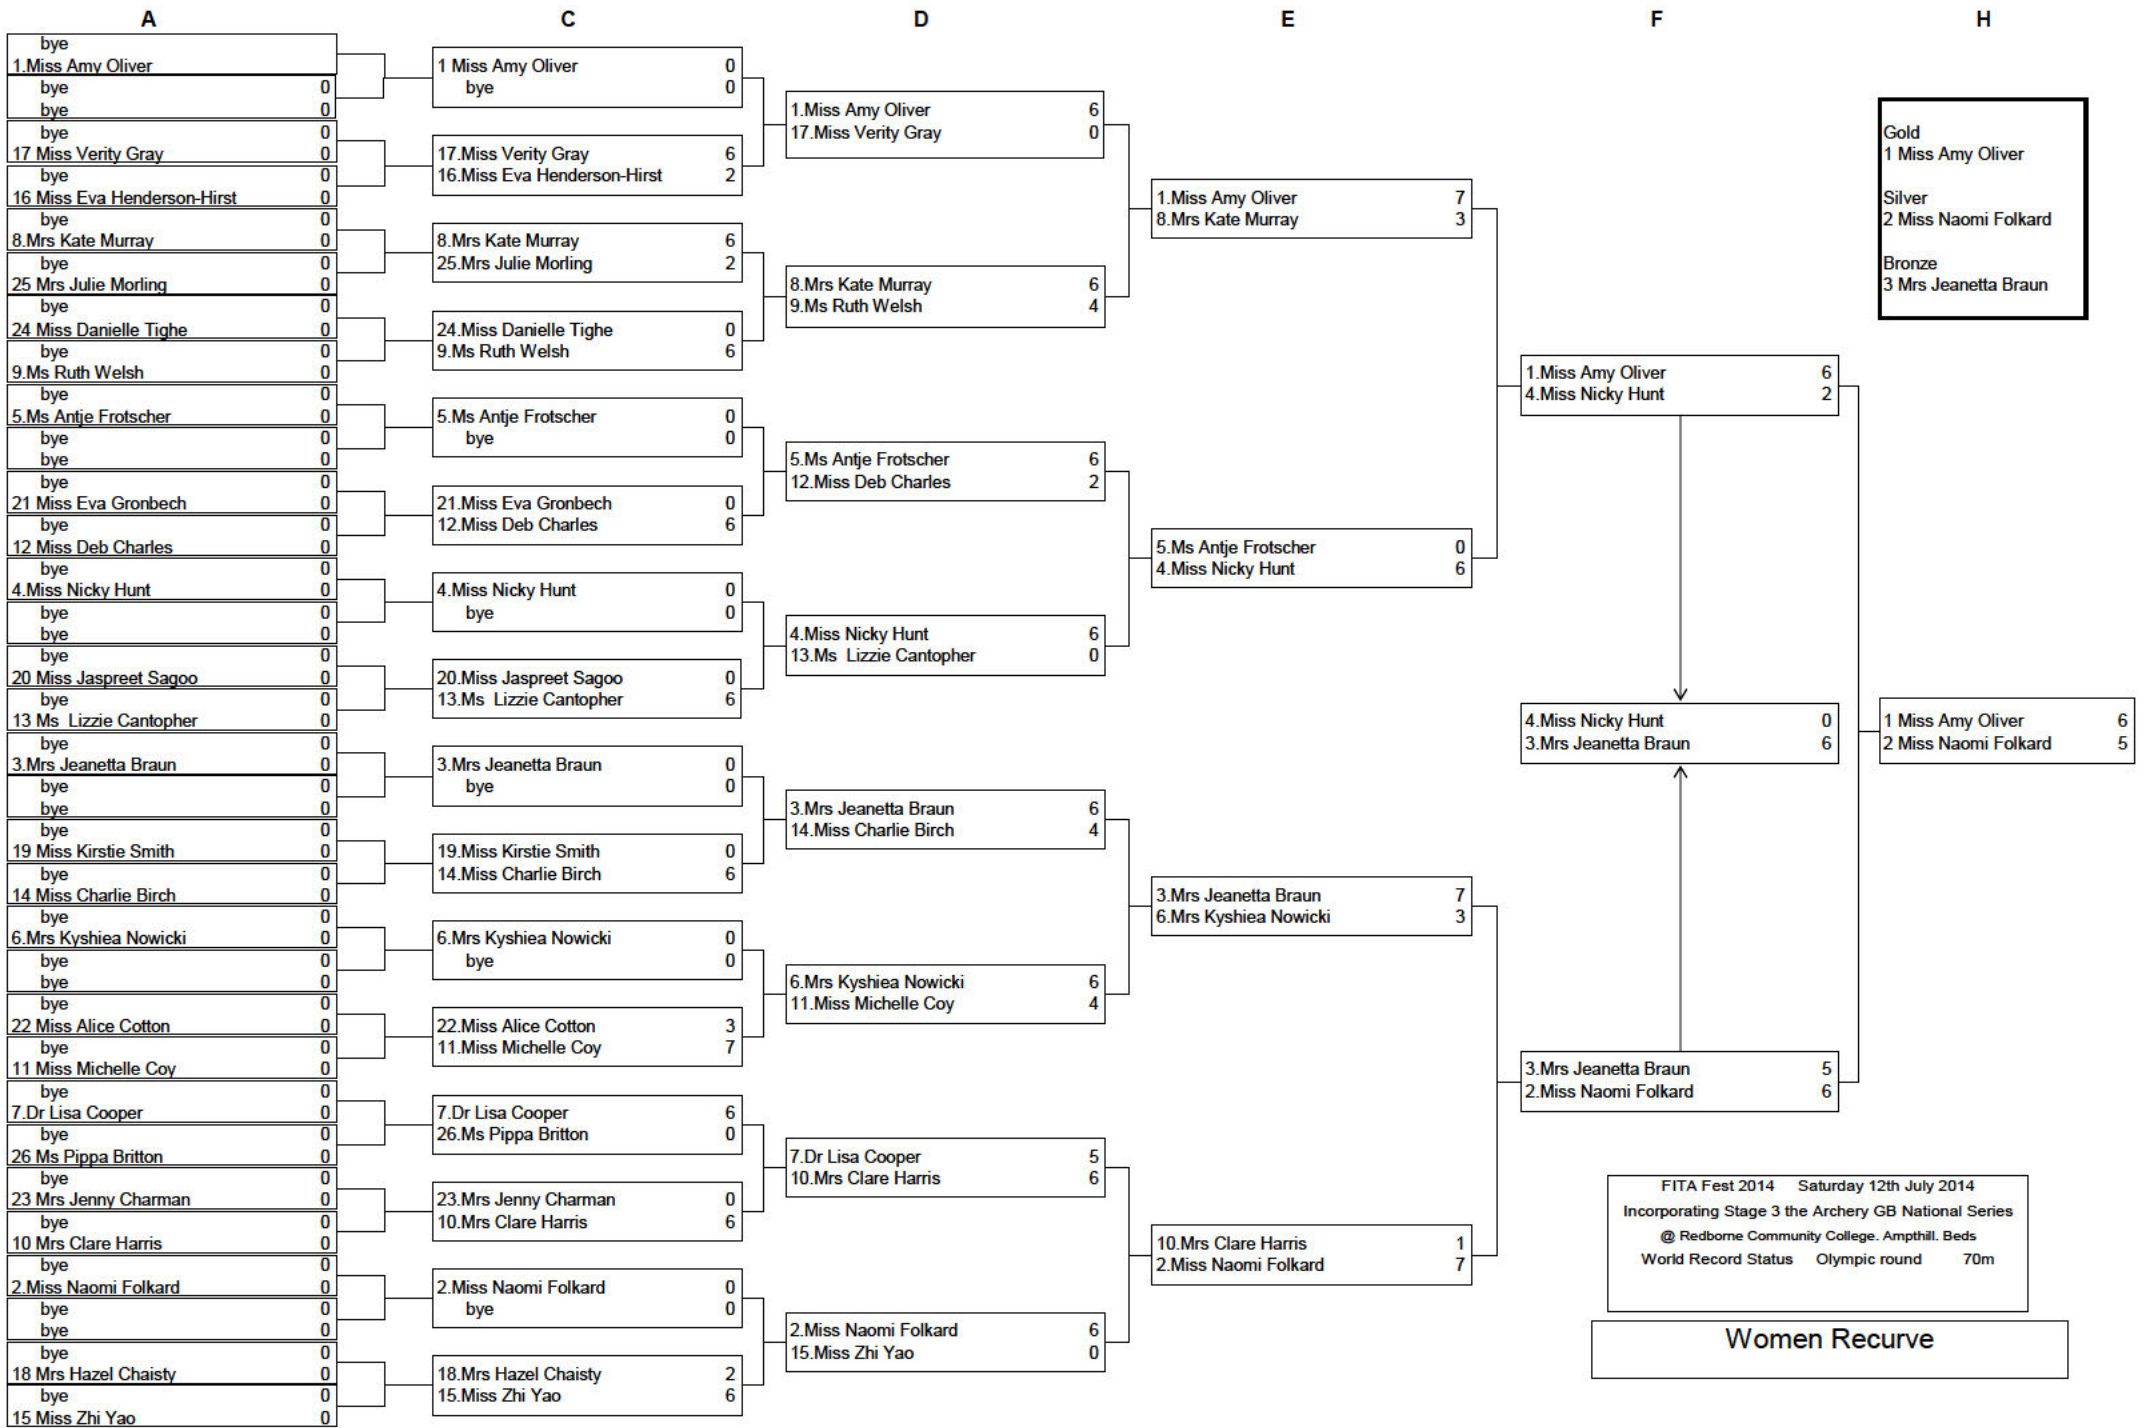 A C D E F H
bye
1.Miss Amy Oliver
bye 0
bye 0
bye 0
17 Miss Verity Gray 0
bye 0
16 Miss Eva Henderson-Hirst 0
bye 0
8.Mrs Kate Murray 0
bye 0
25 Mrs Julie Morling 0
bye 0
24 Miss Danielle Tighe 0
bye 0
9.Ms Ruth Welsh 0
bye 0
5.Ms Antje Frotscher 0
bye 0
bye 0
bye 0
21 Miss Eva Gronbech 0
bye 0
12 Miss Deb Charles 0
bye 0
4.Miss Nicky Hunt 0
bye 0
bye 0
bye 0
20 Miss Jaspreet Sagoo 0
bye 0
13 Ms Lizzie Cantopher 0
bye 0
3.Mrs Jeanetta Braun 0
bye 0
bye 0
bye 0
19 Miss Kirstie Smith 0
bye 0
14 Miss Charlie Birch 0
bye 0
6.Mrs Kyshiea Nowicki 0
bye 0
bye 0
bye 0
22 Miss Alice Cotton 0
bye 0
11 Miss Michelle Coy 0
bye 0
7.Dr Lisa Cooper 0
bye 0
26 Ms Pippa Britton 0
bye 0
23 Mrs Jenny Charman 0
bye 0
10 Mrs Clare Harris 0
bye 0
2.Miss Naomi Folkard 0
bye 0
bye 0
bye 0
18 Mrs Hazel Chaisty 0
bye 0
15 Miss Zhi Yao 0
1 Miss Amy Oliver 0
bye 0
17.Miss Verity Gray 6
16.Miss Eva Henderson-Hirst 2
8.Mrs Kate Murray 6
25.Mrs Julie Morling 2
24.Miss Danielle Tighe 0
9.Ms Ruth Welsh 6
5.Ms Antje Frotscher 0
bye 0
21.Miss Eva Gronbech 0
12.Miss Deb Charles 6
4.Miss Nicky Hunt 0
bye 0
20.Miss Jaspreet Sagoo 0
13.Ms Lizzie Cantopher 6
3.Mrs Jeanetta Braun 0
bye 0
19.Miss Kirstie Smith 0
14.Miss Charlie Birch 6
6.Mrs Kyshiea Nowicki 0
bye 0
22.Miss Alice Cotton 3
11.Miss Michelle Coy 7
7.Dr Lisa Cooper 6
26.Ms Pippa Britton 0
23.Mrs Jenny Charman 0
10.Mrs Clare Harris 6
2.Miss Naomi Folkard 0
bye 0
18.Mrs Hazel Chaisty 2
15.Miss Zhi Yao 6
1.Miss Amy Oliver 6
17.Miss Verity Gray 0
8.Mrs Kate Murray 6
9.Ms Ruth Welsh 4
5.Ms Antje Frotscher 6
12.Miss Deb Charles 2
4.Miss Nicky Hunt 6
13.Ms Lizzie Cantopher 0
3.Mrs Jeanetta Braun 6
14.Miss Charlie Birch 4
6.Mrs Kyshiea Nowicki 6
11.Miss Michelle Coy 4
7.Dr Lisa Cooper 5
10.Mrs Clare Harris 6
2.Miss Naomi Folkard 6
15.Miss Zhi Yao 0
1.Miss Amy Oliver 7
8.Mrs Kate Murray 3
5.Ms Antje Frotscher 0
4.Miss Nicky Hunt 6
3.Mrs Jeanetta Braun 7
6.Mrs Kyshiea Nowicki 3
10.Mrs Clare Harris 1
2.Miss Naomi Folkard 7
1.Miss Amy Oliver 6
4.Miss Nicky Hunt 2
4.Miss Nicky Hunt 0
3.Mrs Jeanetta Braun 6
3.Mrs Jeanetta Braun 5
2.Miss Naomi Folkard 6
Gold
1 Miss Amy Oliver
Silver
2 Miss Naomi Folkard
Bronze
3 Mrs Jeanetta Braun
1 Miss Amy Oliver 6
2 Miss Naomi Folkard 5
FITA Fest 2014 Saturday 12th July 2014
Incorporating Stage 3 the Archery GB National Series
@ Redborne Community College. Ampthill. Beds
World Record Status Olympic round 70m
Women Recurve